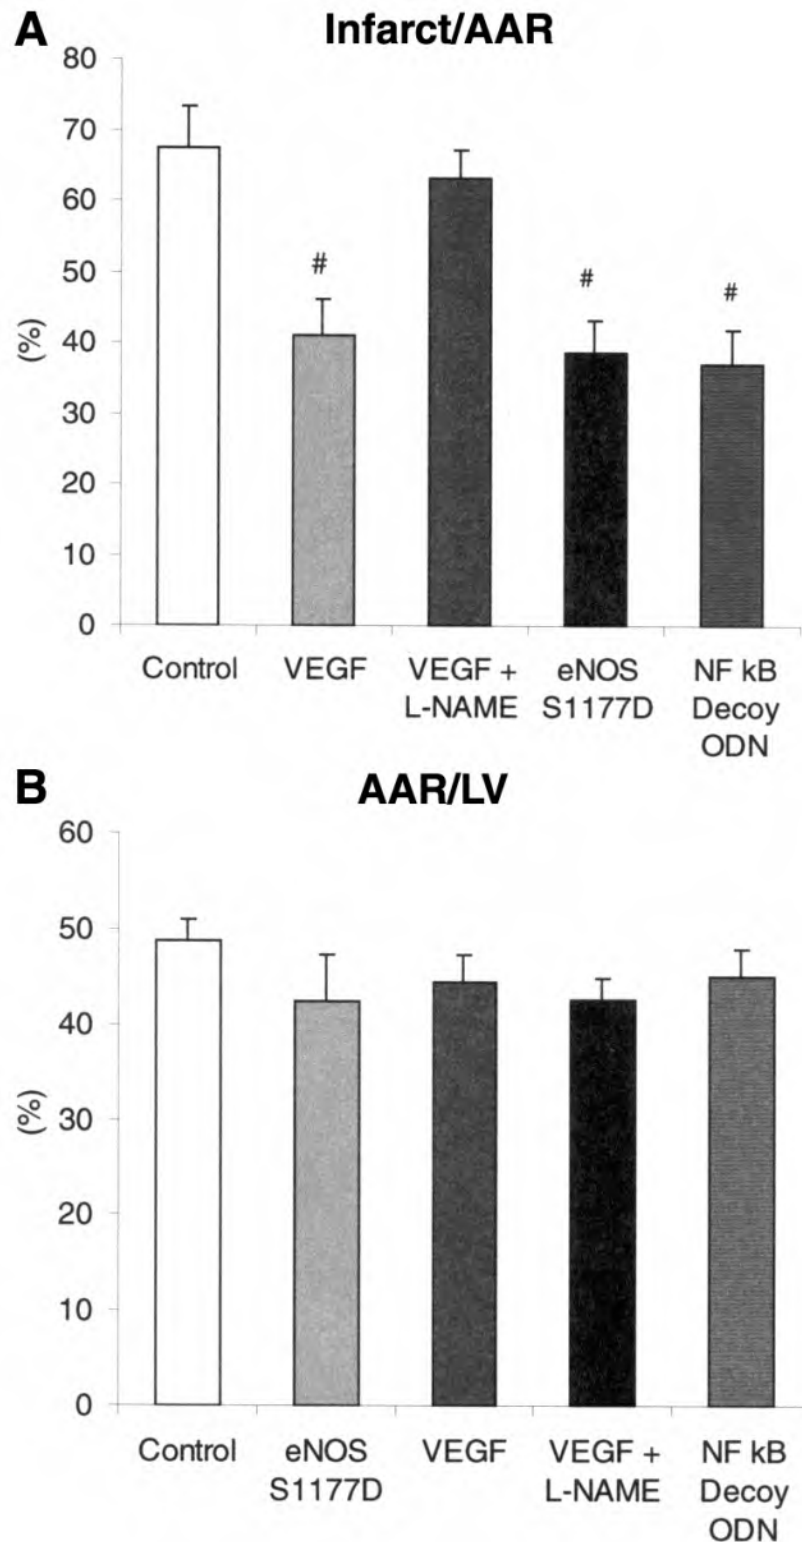 A
Infarct/AAR
80
70
60
50
40
30
20
10
0
(%)
#
#
#
Control
VEGF
VEGF +
L-NAME
eNOS
S1177D
NF kB
Decoy
ODN
B
AAR/LV
60
50
40
30
20
10
0
(%)
Control
eNOS
S1177D
VEGF
VEGF +
L-NAME
NF kB
Decoy
ODN